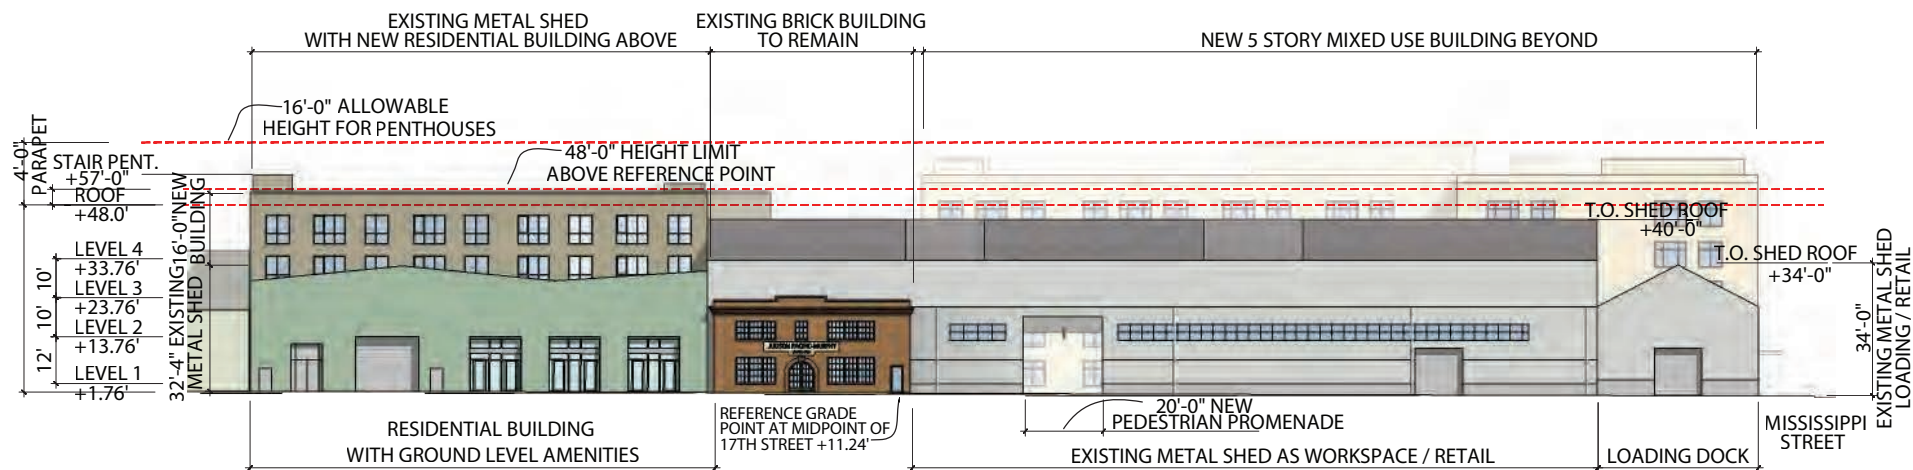 EXISTING METAL SHED
WITH NEW RESIDENTIAL BUILDING ABOVE
EXISTING BRICK BUILDING
TO REMAIN
NEW 5 STORY MIXED USE BUILDING BEYOND
16'-0" ALLOWABLE
HEIGHT FOR PENTHOUSES
48'-0" HEIGHT LIMIT
ABOVE REFERENCE POINT
4'-0"
PARAPET
STAIR PENT.
+57'-0"
ROOF
+48.0'
LEVEL 4
+33.76'
LEVEL 3
+23.76'
LEVEL 2
+13.76'
LEVEL 1
+1.76'
10'
10'
12'
16'-0"NEW
BUILDING
32'-4" EXISTING
METAL SHED
T.O. SHED ROOF
+40'-0"
T.O. SHED ROOF
+34'-0"
34'-0"
EXISTING METAL SHED
LOADING / RETAIL
RESIDENTIAL BUILDING
WITH GROUND LEVEL AMENITIES
REFERENCE GRADE
POINT AT MIDPOINT OF
17TH STREET +11.24'
20'-0" NEW
PEDESTRIAN PROMENADE
EXISTING METAL SHED AS WORKSPACE / RETAIL
LOADING DOCK
MISSISSIPPI
STREET